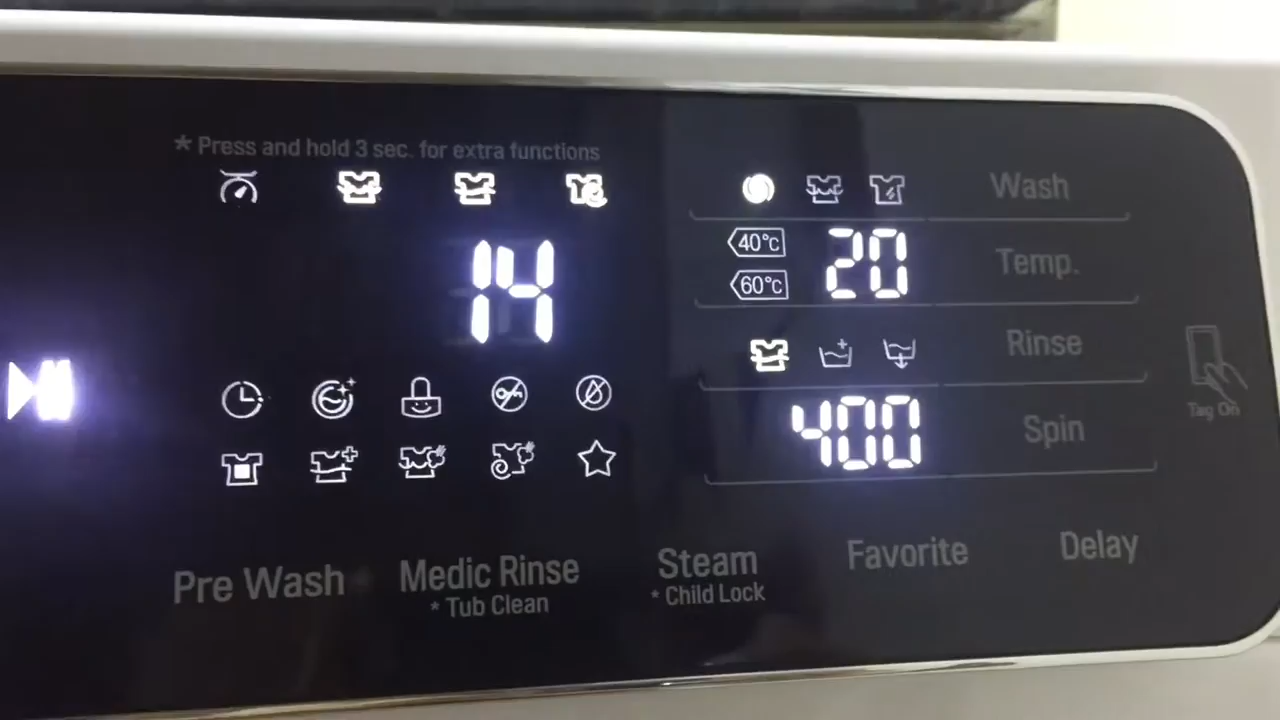 * Press and hold 3 sec. for extra functions
Wash
14
40°C
60°C
20
Temp.
Rinse
400
Spin
Tag On
Pre Wash
Medic Rinse
* Tub Clean
Steam
* Child Lock
Favorite
Delay